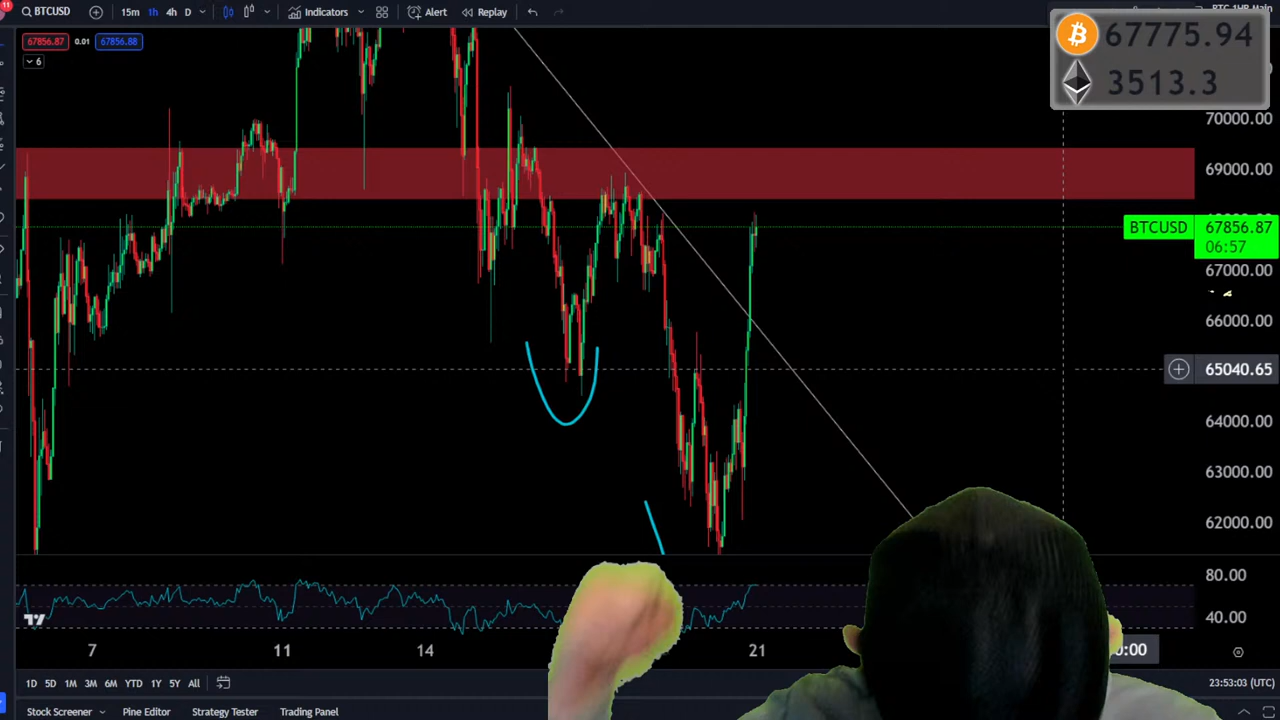 11
BTCUSD 15m 1h 4h D Indicators Alert Replay
67856.87 0.01 67856.88
6
67775.94
3513.3
70000.00
69000.00
BTCUSD 67856.87
06:57
67000.00
66000.00
65040.65
64000.00
63000.00
62000.00
80.00
40.00
7 11 14 21
1D 5D 1M 3M 6M YTD 1Y 5Y All 23:53:03 (UTC)
Stock Screener Pine Editor Strategy Tester Trading Panel